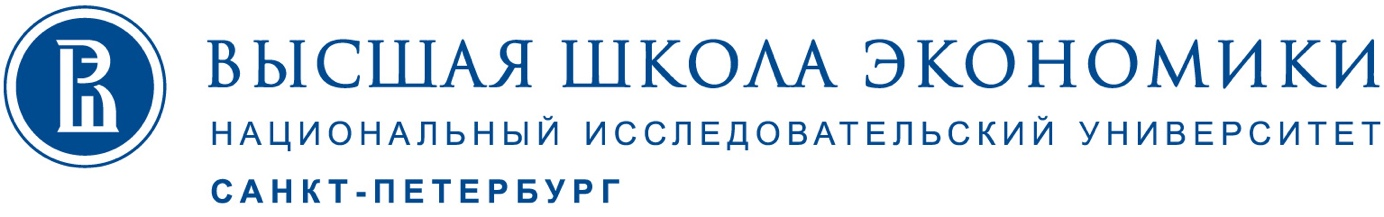 ВЫСШАЯ ШКОЛА ЭКОНОМИКИ
НАЦИОНАЛЬНЫЙ ИССЛЕДОВАТЕЛЬСКИЙ УНИВЕРСИТЕТ
САНКТ-ПЕТЕРБУРГ